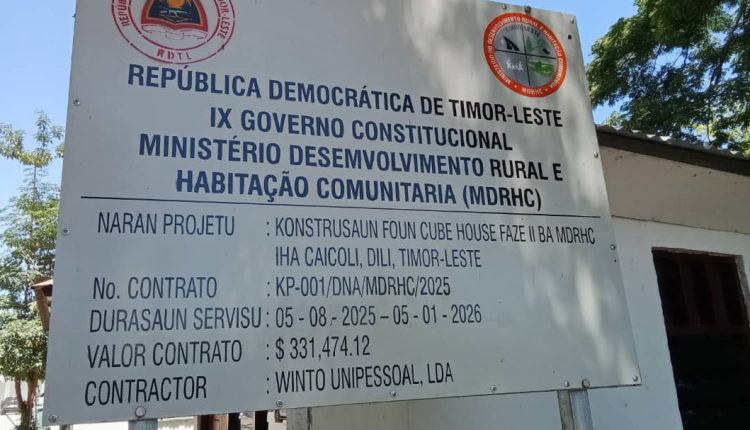 RDTL
REPÚBLICA DEMOCRÁTICA DE TIMOR-LESTE
IX GOVERNO CONSTITUCIONAL
MINISTÉRIO DESEMVOLVIMENTO RURAL E
HABITAÇÃO COMUNITARIA (MDRHC)
NARAN PROJETU : KONSTRUSAUN FOUN CUBE HOUSE FAZE II BA MDRHC
IHA CAICOLI, DILI, TIMOR-LESTE
No. CONTRATO : KP-001/DNA/MDRHC/2025
DURASAUN SERVISU : 05 - 08 - 2025 – 05 - 01 - 2026
VALOR CONTRATO : $ 331,474.12
CONTRACTOR : WINTO UNIPESSOAL, LDA